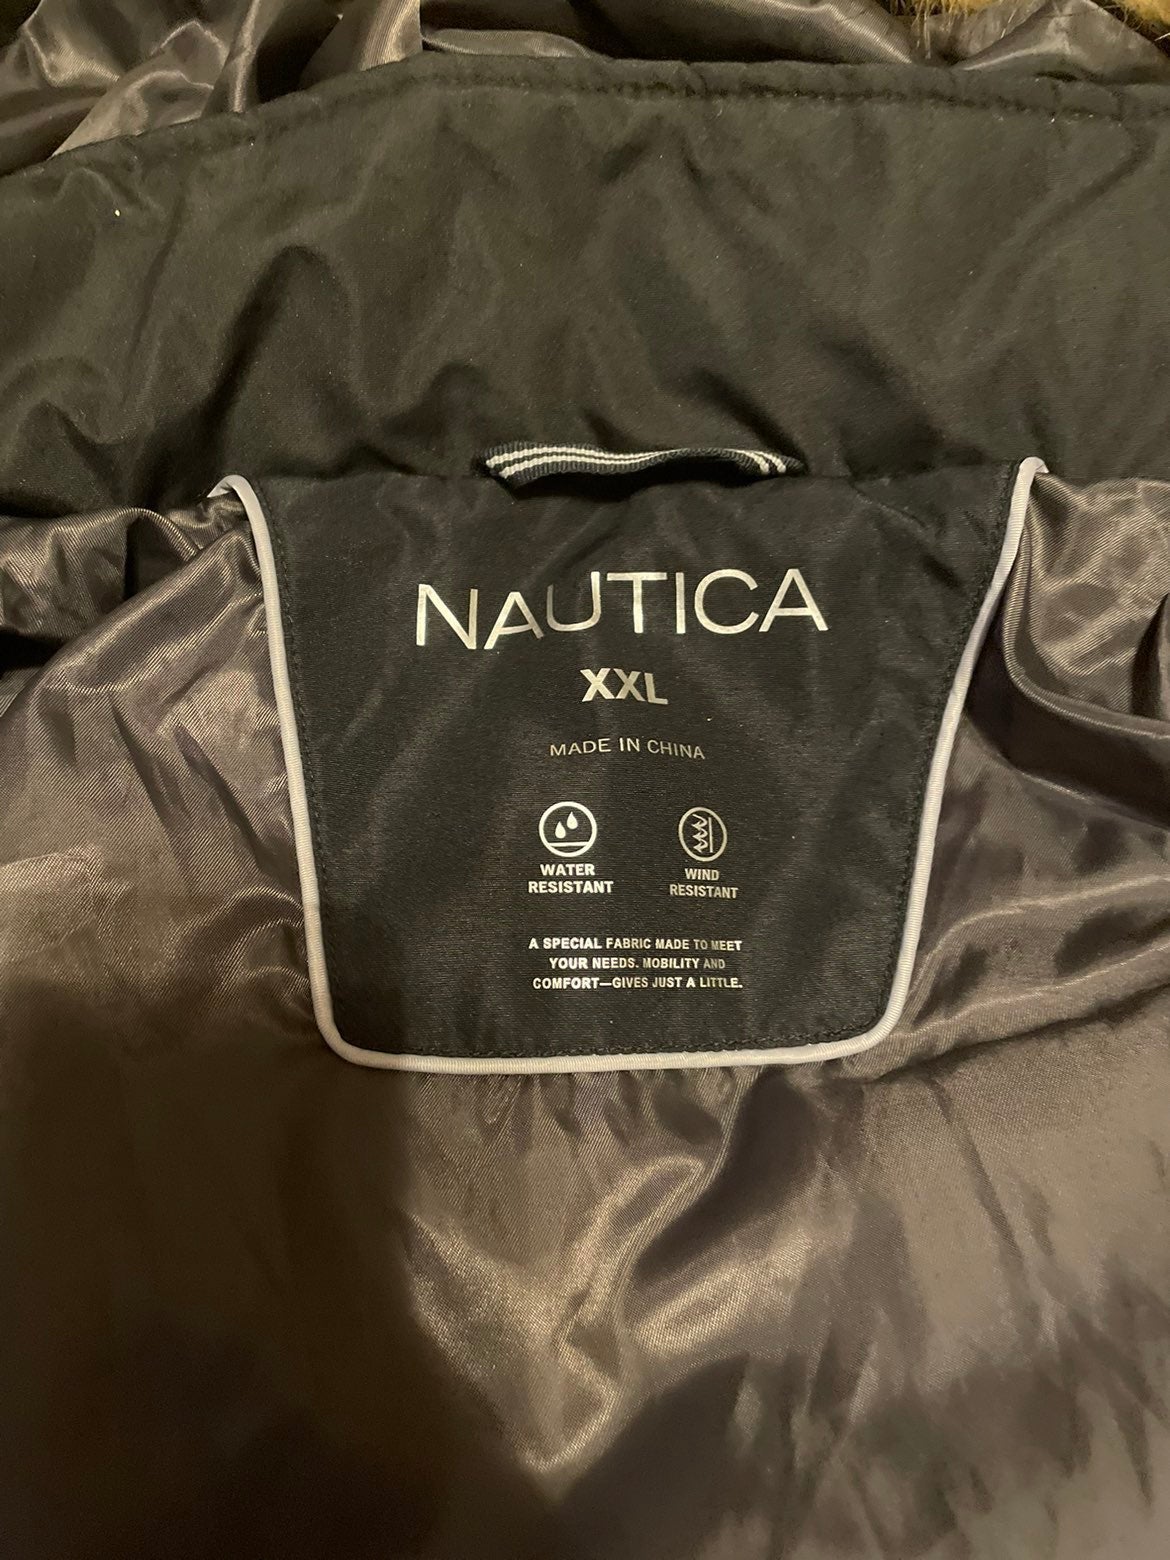 NAUTICA
XXL
MADE IN CHINA
WATER
RESISTANT
WIND
RESISTANT
A SPECIAL FABRIC MADE TO MEET
YOUR NEEDS. MOBILITY AND
COMFORT—GIVES JUST A LITTLE.